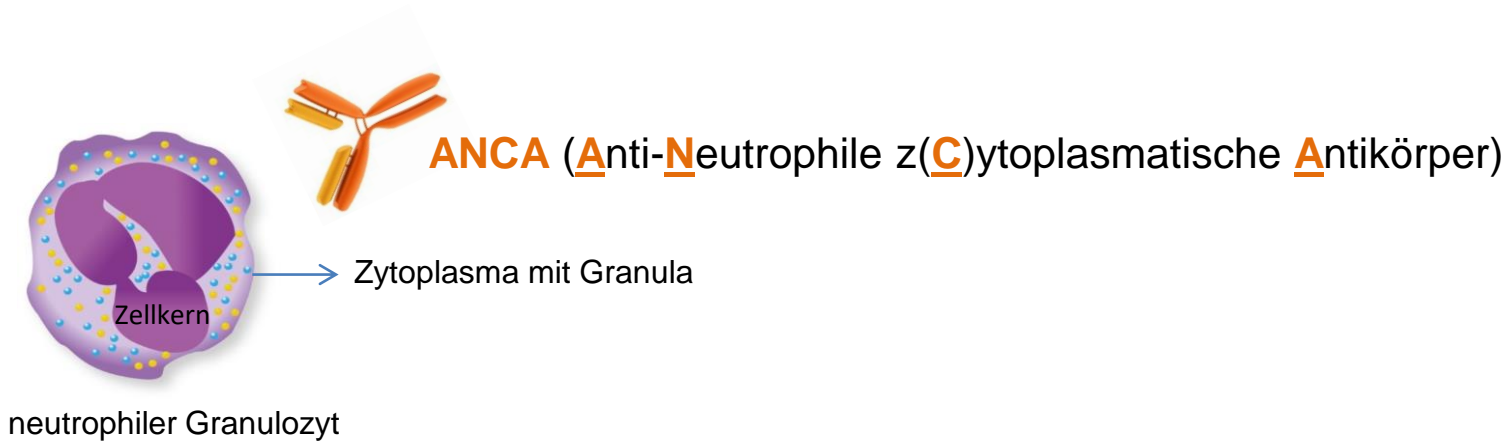 ANCA (Anti-Neutrophile z(C)ytoplasmatische Antikörper)
Zytoplasma mit Granula
Zellkern
neutrophiler Granulozyt